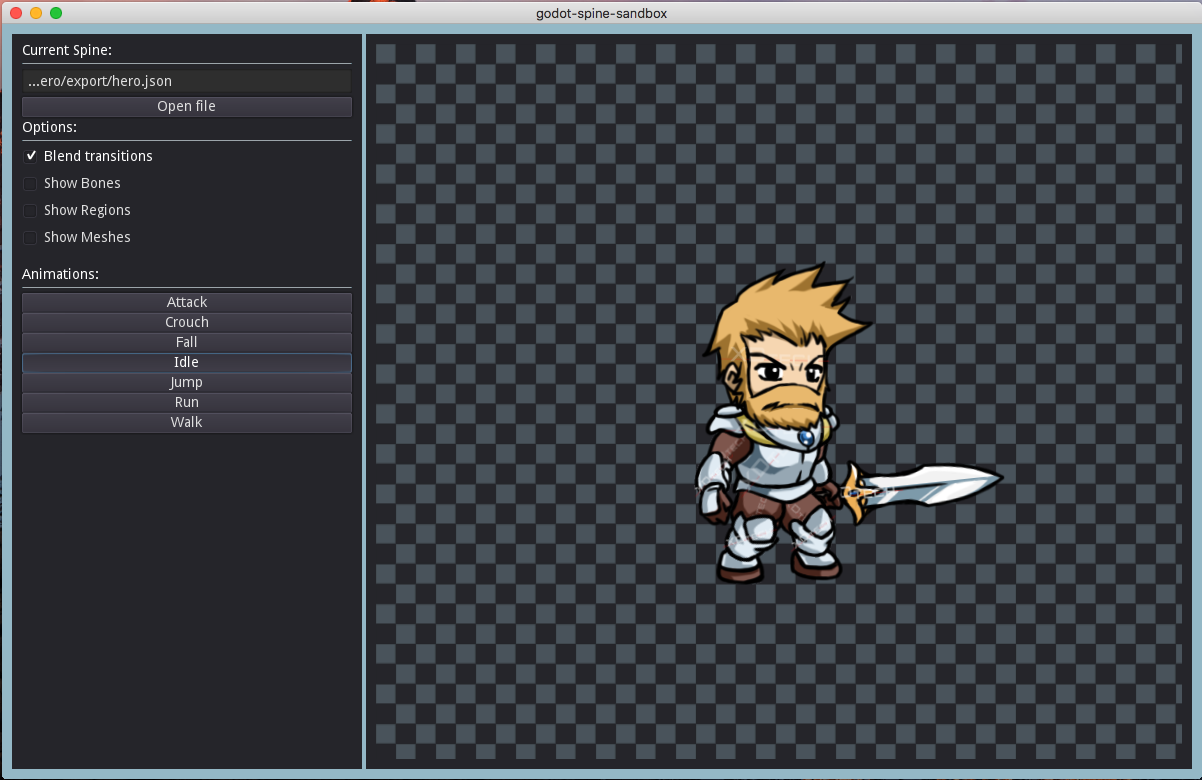 godot-spine-sandbox
Current Spine:
...ero/export/hero.json
Open file
Options:
Blend transitions
Show Bones
Show Regions
Show Meshes
Animations:
Attack
Crouch
Fall
Idle
Jump
Run
Walk